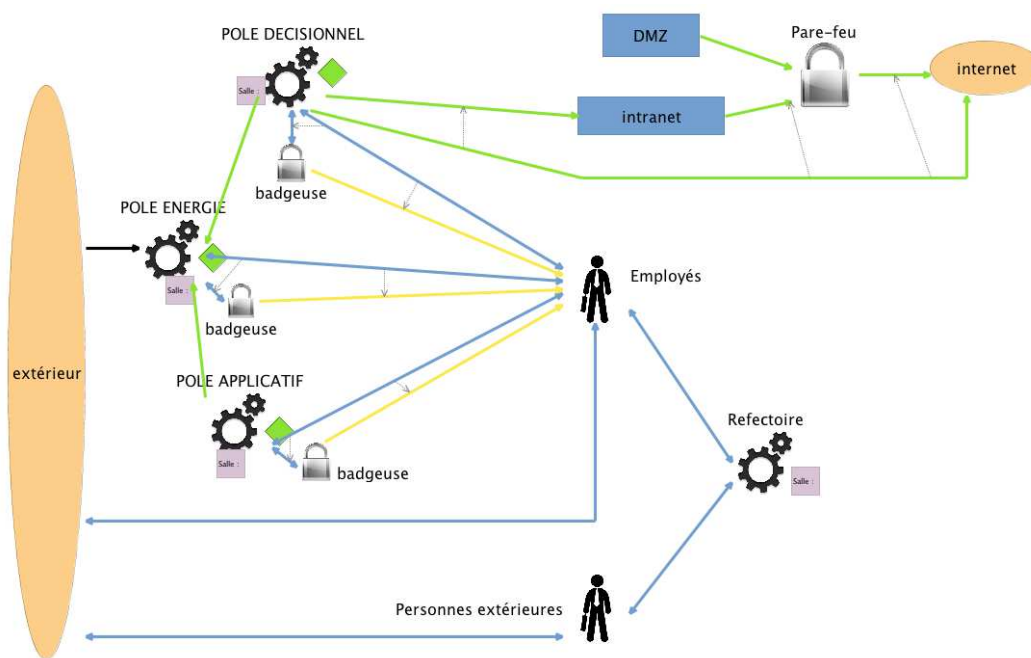 POLE DECISIONNEL
DMZ
Pare-feu
internet
Salle :
intranet
badgeuse
POLE ENERGIE
Employés
Salle :
badgeuse
extérieur
POLE APPLICATIF
Refectoire
Salle :
badgeuse
Salle :
Personnes extérieures